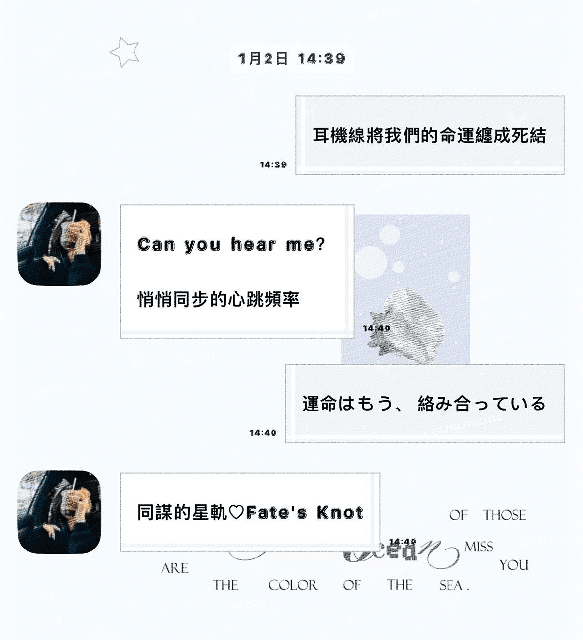 1月2日 14:39
耳機線將我們的命運纏成死結
14:39
Can you hear me?
悄悄同步的心跳頻率
14:40
運命はもう、 絡み合っている
14:40
同謀的星軌♡Fate's Knot
14:40
OF THOSE
Ocean MISS
ARE YOU
THE COLOR OF THE SEA.